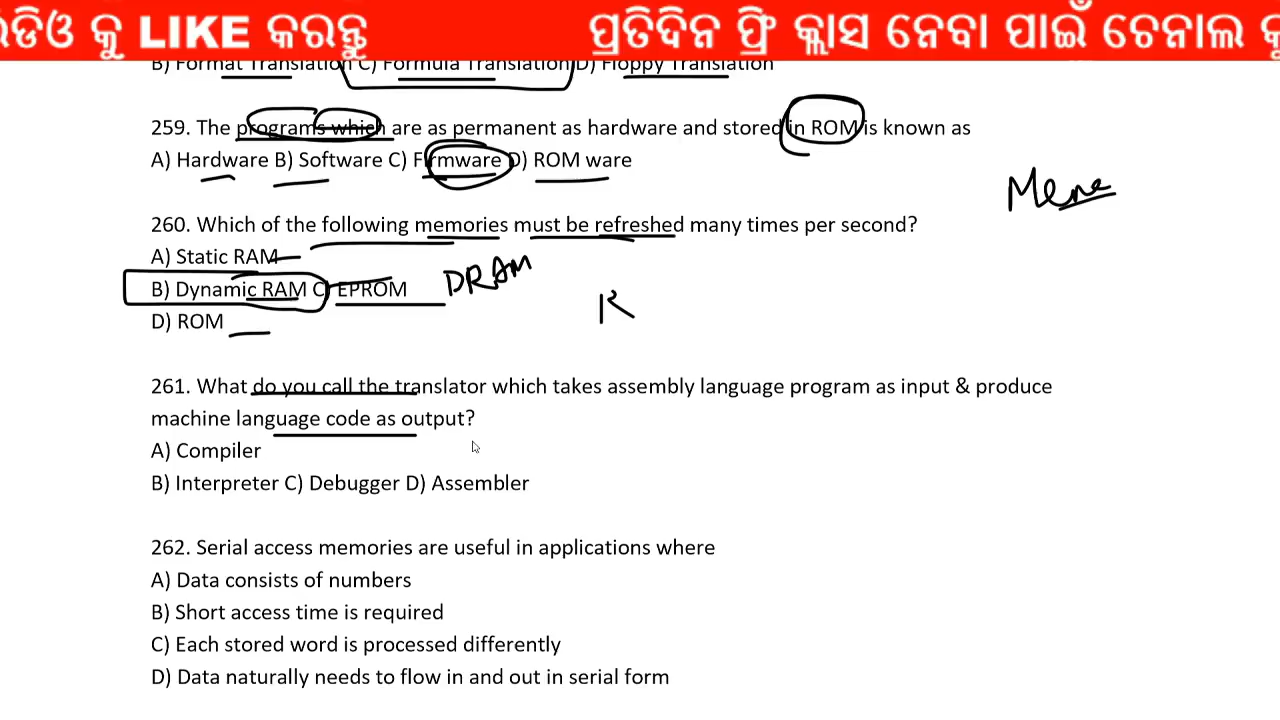 ରଡିଓ କୁ LIKE କରନ୍ତୁ ପ୍ରତିଦିନ ଫ୍ରି କ୍ଲାସ ନେବା ପାଇଁ ଚେନାଲ କୁ
B) Format Translation C) Formula Translation D) Floppy Translation
259. The programs which are as permanent as hardware and stored in ROM is known as
A) Hardware B) Software C) Firmware D) ROM ware
260. Which of the following memories must be refreshed many times per second?
A) Static RAM
B) Dynamic RAM C) EPROM DRAM
D) ROM
261. What do you call the translator which takes assembly language program as input & produce
machine language code as output?
A) Compiler
B) Interpreter C) Debugger D) Assembler
262. Serial access memories are useful in applications where
A) Data consists of numbers
B) Short access time is required
C) Each stored word is processed differently
D) Data naturally needs to flow in and out in serial form